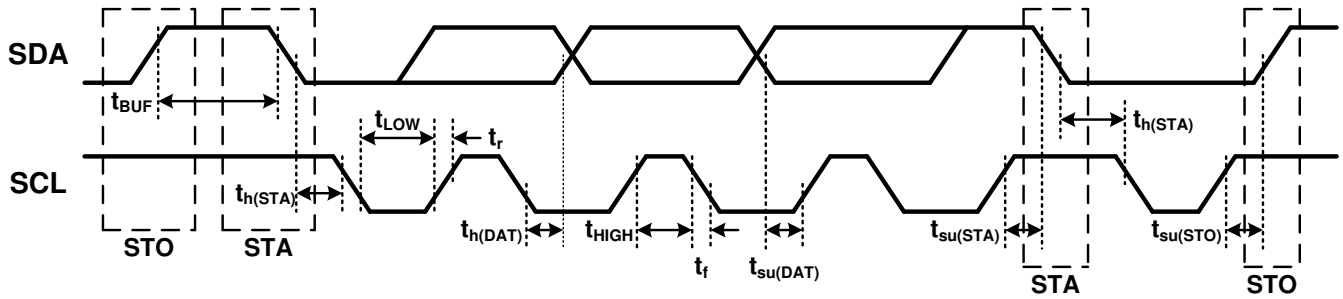 SDA
tBUF
tLOW
tr
th(STA)
SCL
th(STA)
th(DAT)
tHIGH
tf
tsu(DAT)
tsu(STA)
tsu(STO)
STO
STA
STA
STO